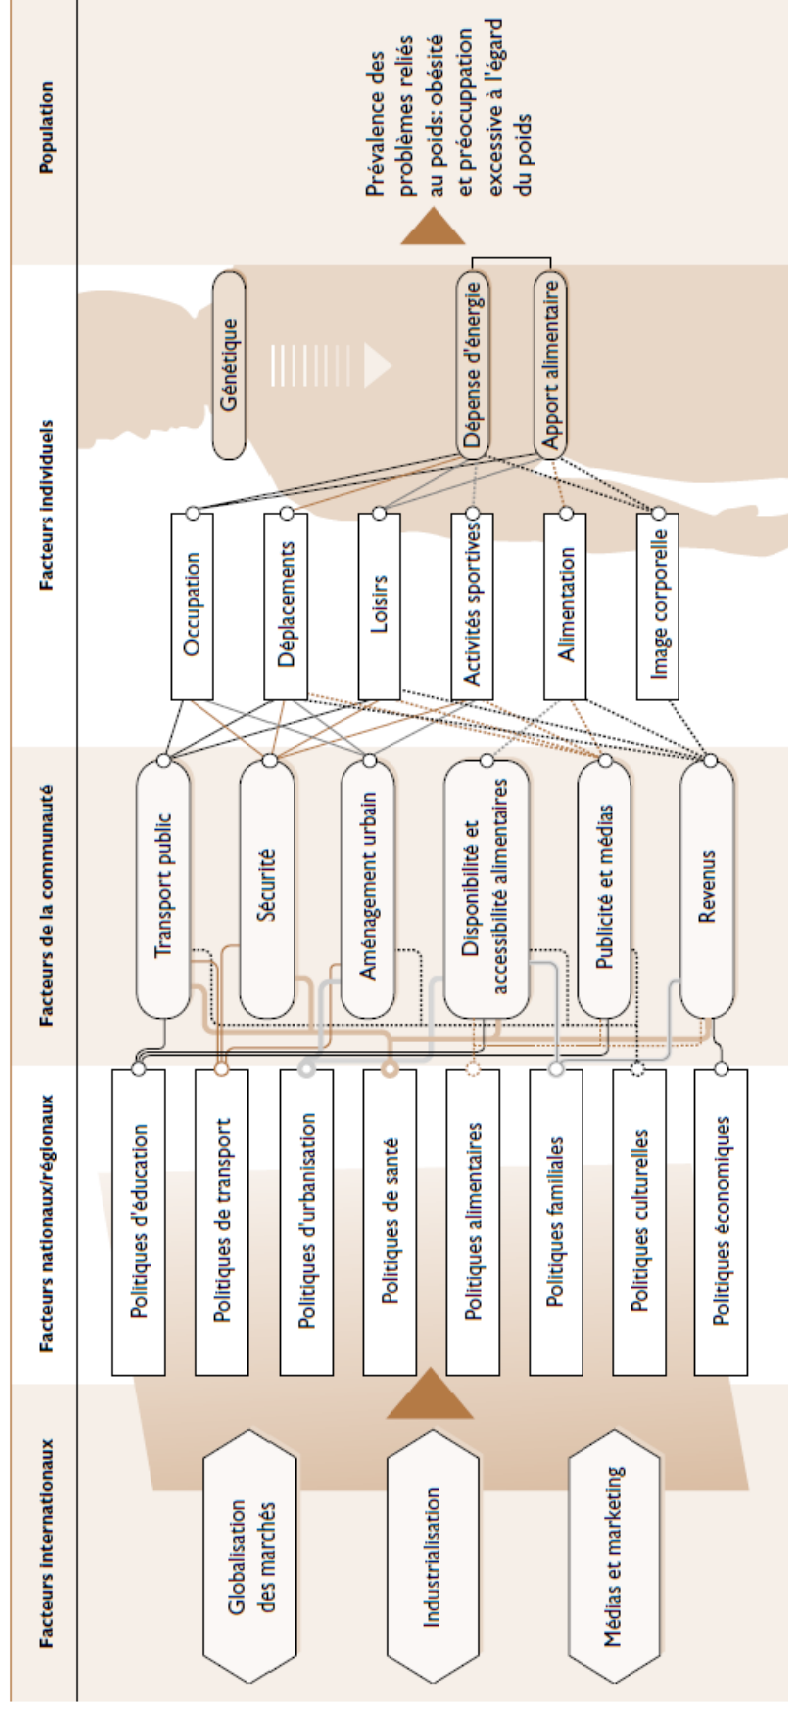 Facteurs internationaux
Facteurs nationaux/régionaux
Facteurs de la communauté
Facteurs individuels
Population
Globalisation
des marchés
Industrialisation
Médias et marketing
Politiques d'éducation
Politiques de transport
Politiques d'urbanisation
Politiques de santé
Politiques alimentaires
Politiques familiales
Politiques culturelles
Politiques économiques
Transport public
Sécurité
Aménagement urbain
Disponibilité et
accessibilité alimentaires
Publicité et médias
Revenus
Occupation
Déplacements
Loisirs
Activités sportives
Alimentation
Image corporelle
Génétique
Dépense d'énergie
Apport alimentaire
Prévalence des
problèmes reliés
au poids: obésité
et préoccupation
excessive à l'égard
du poids